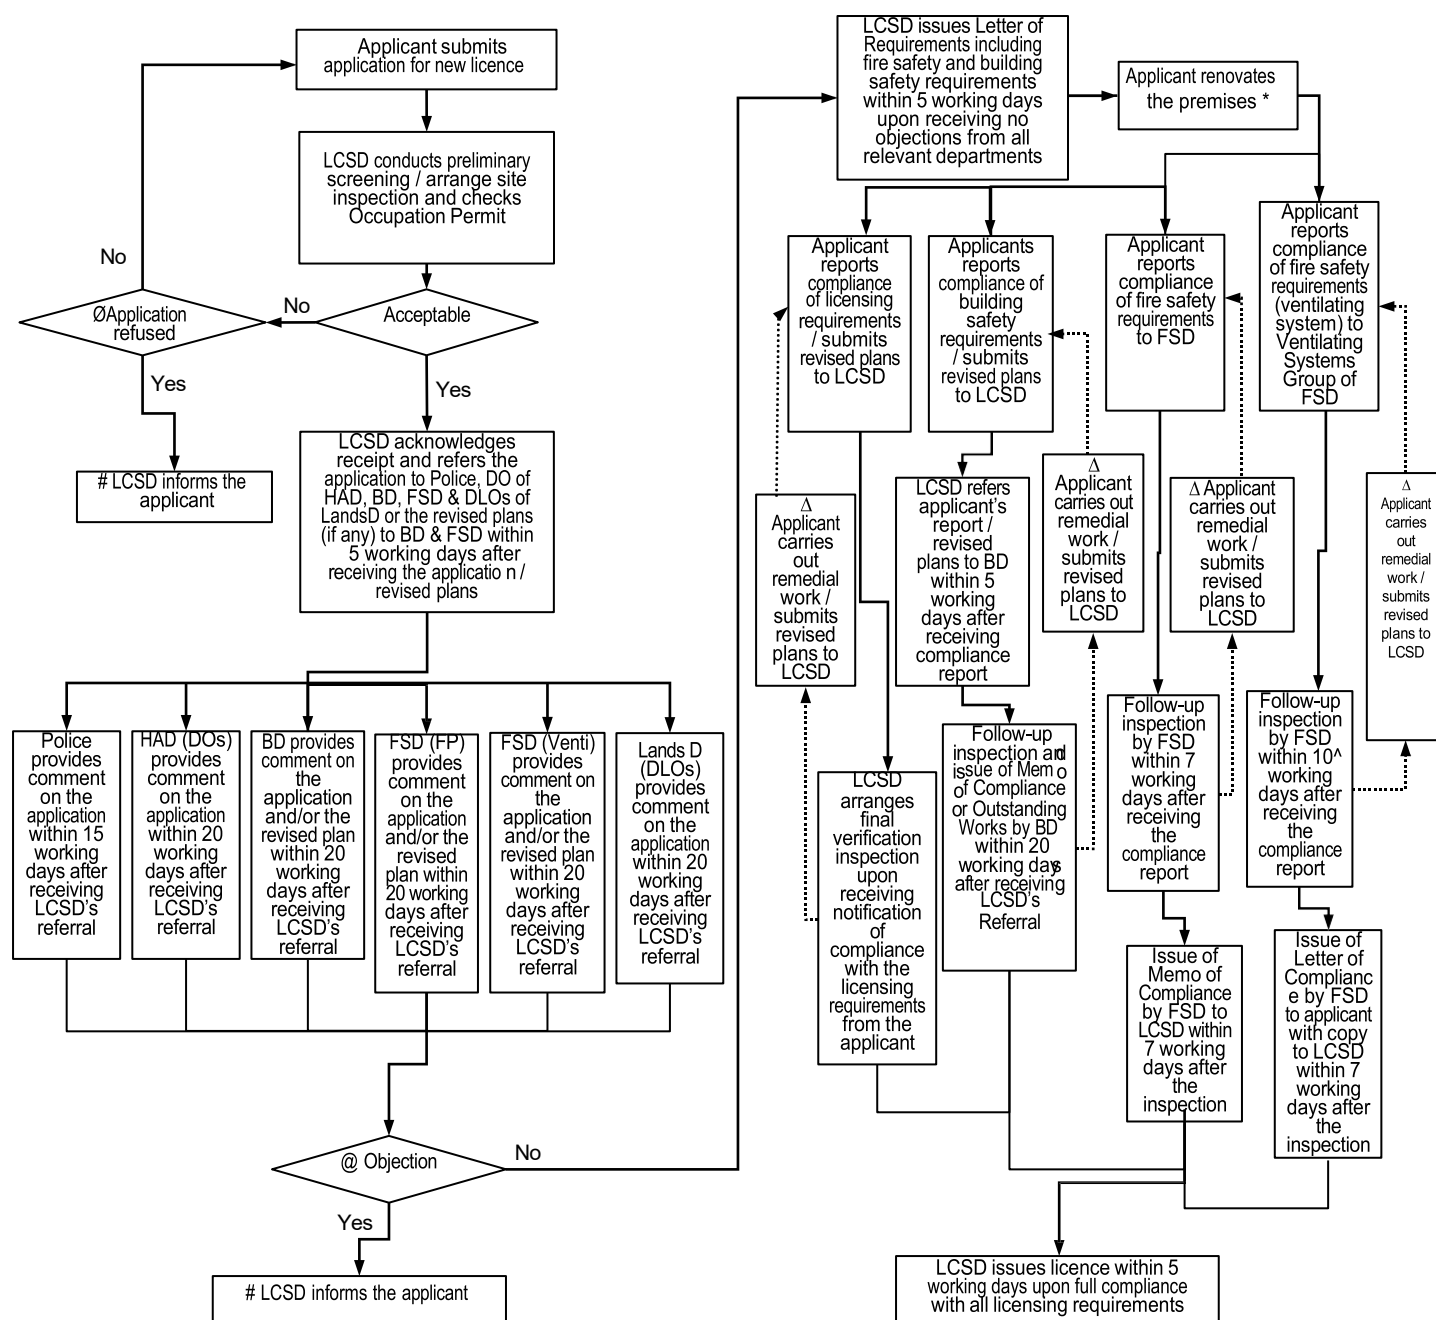 Applicant submits
application for new licence
LCSD conducts preliminary
screening / arrange site
inspection and checks
Occupation Permit
No
ØApplication
refused
No
Acceptable
Yes
Yes
# LCSD informs the
applicant
LCSD acknowledges
receipt and refers the
application to Police, DO of
HAD, BD, FSD & DLOs of
LandsD or the revised plans
(if any) to BD & FSD within
5 working days after
receiving the applicatio n /
revised plans
Police
provides
comment
on the
application
within 15
working
days after
receiving
LCSD's
referral
HAD (DOs)
provides
comment
on the
application
within 20
working
days after
receiving
LCSD's
referral
BD provides
comment on
the
application
and/or the
revised plan
within 20
working
days after
receiving
LCSD's
referral
FSD (FP)
provides
comment
on the
application
and/or the
revised
plan within
20 working
days after
receiving
LCSD's
referral
FSD (Venti)
provides
comment on
the
application
and/or the
revised plan
within 20
working
days after
receiving
LCSD's
referral
Lands D
(DLOs)
provides
comment
on the
application
within 20
working
days after
receiving
LCSD's
referral
@ Objection
No
Yes
# LCSD informs the applicant
LCSD issues Letter of
Requirements including
fire safety and building
safety requirements
within 5 working days
upon receiving no
objections from all
relevant departments
Applicant renovates
the premises *
Applicant
reports
compliance
of licensing
requirements
/ submits
revised plans
to LCSD
Applicants
reports
compliance of
building
safety
requirements
/ submits
revised plans
to LCSD
Applicant
reports
compliance
of fire safety
requirements
to FSD
Applicant
reports
compliance
of fire safety
requirements
(ventilating
system) to
Ventilating
Systems
Group of
FSD
Δ
Applicant
carries
out
remedial
work /
submits
revised
plans to
LCSD
LCSD refers
applicant's
report /
revised
plans to BD
within 5
working
days after
receiving
compliance
report
Δ
Applicant
carries out
remedial
work /
submits
revised
plans to
LCSD
Δ Applicant
carries out
remedial
work /
submits
revised
plans to
LCSD
Δ
Applicant
carries
out
remedial
work /
submits
revised
plans to
LCSD
LCSD
arranges
final
verification
inspection
upon
receiving
notification
of
compliance
with the
licensing
requirements
from the
applicant
Follow-up
inspection and
issue of Memo
of Compliance
or Outstanding
Works by BD
within 20
working days
after receiving
LCSD's
Referral
Follow-up
inspection
by FSD
within 7
working
days after
receiving
the
compliance
report
Follow-up
inspection
by FSD
within 10^
working
days after
receiving
the
compliance
report
Issue of
Memo of
Compliance
by FSD to
LCSD within
7 working
days after
the
inspection
Issue of
Letter of
Complianc
e by FSD
to applicant
with copy
to LCSD
within 7
working
days after
the
inspection
LCSD issues licence within 5
working days upon full compliance
with all licensing requirements